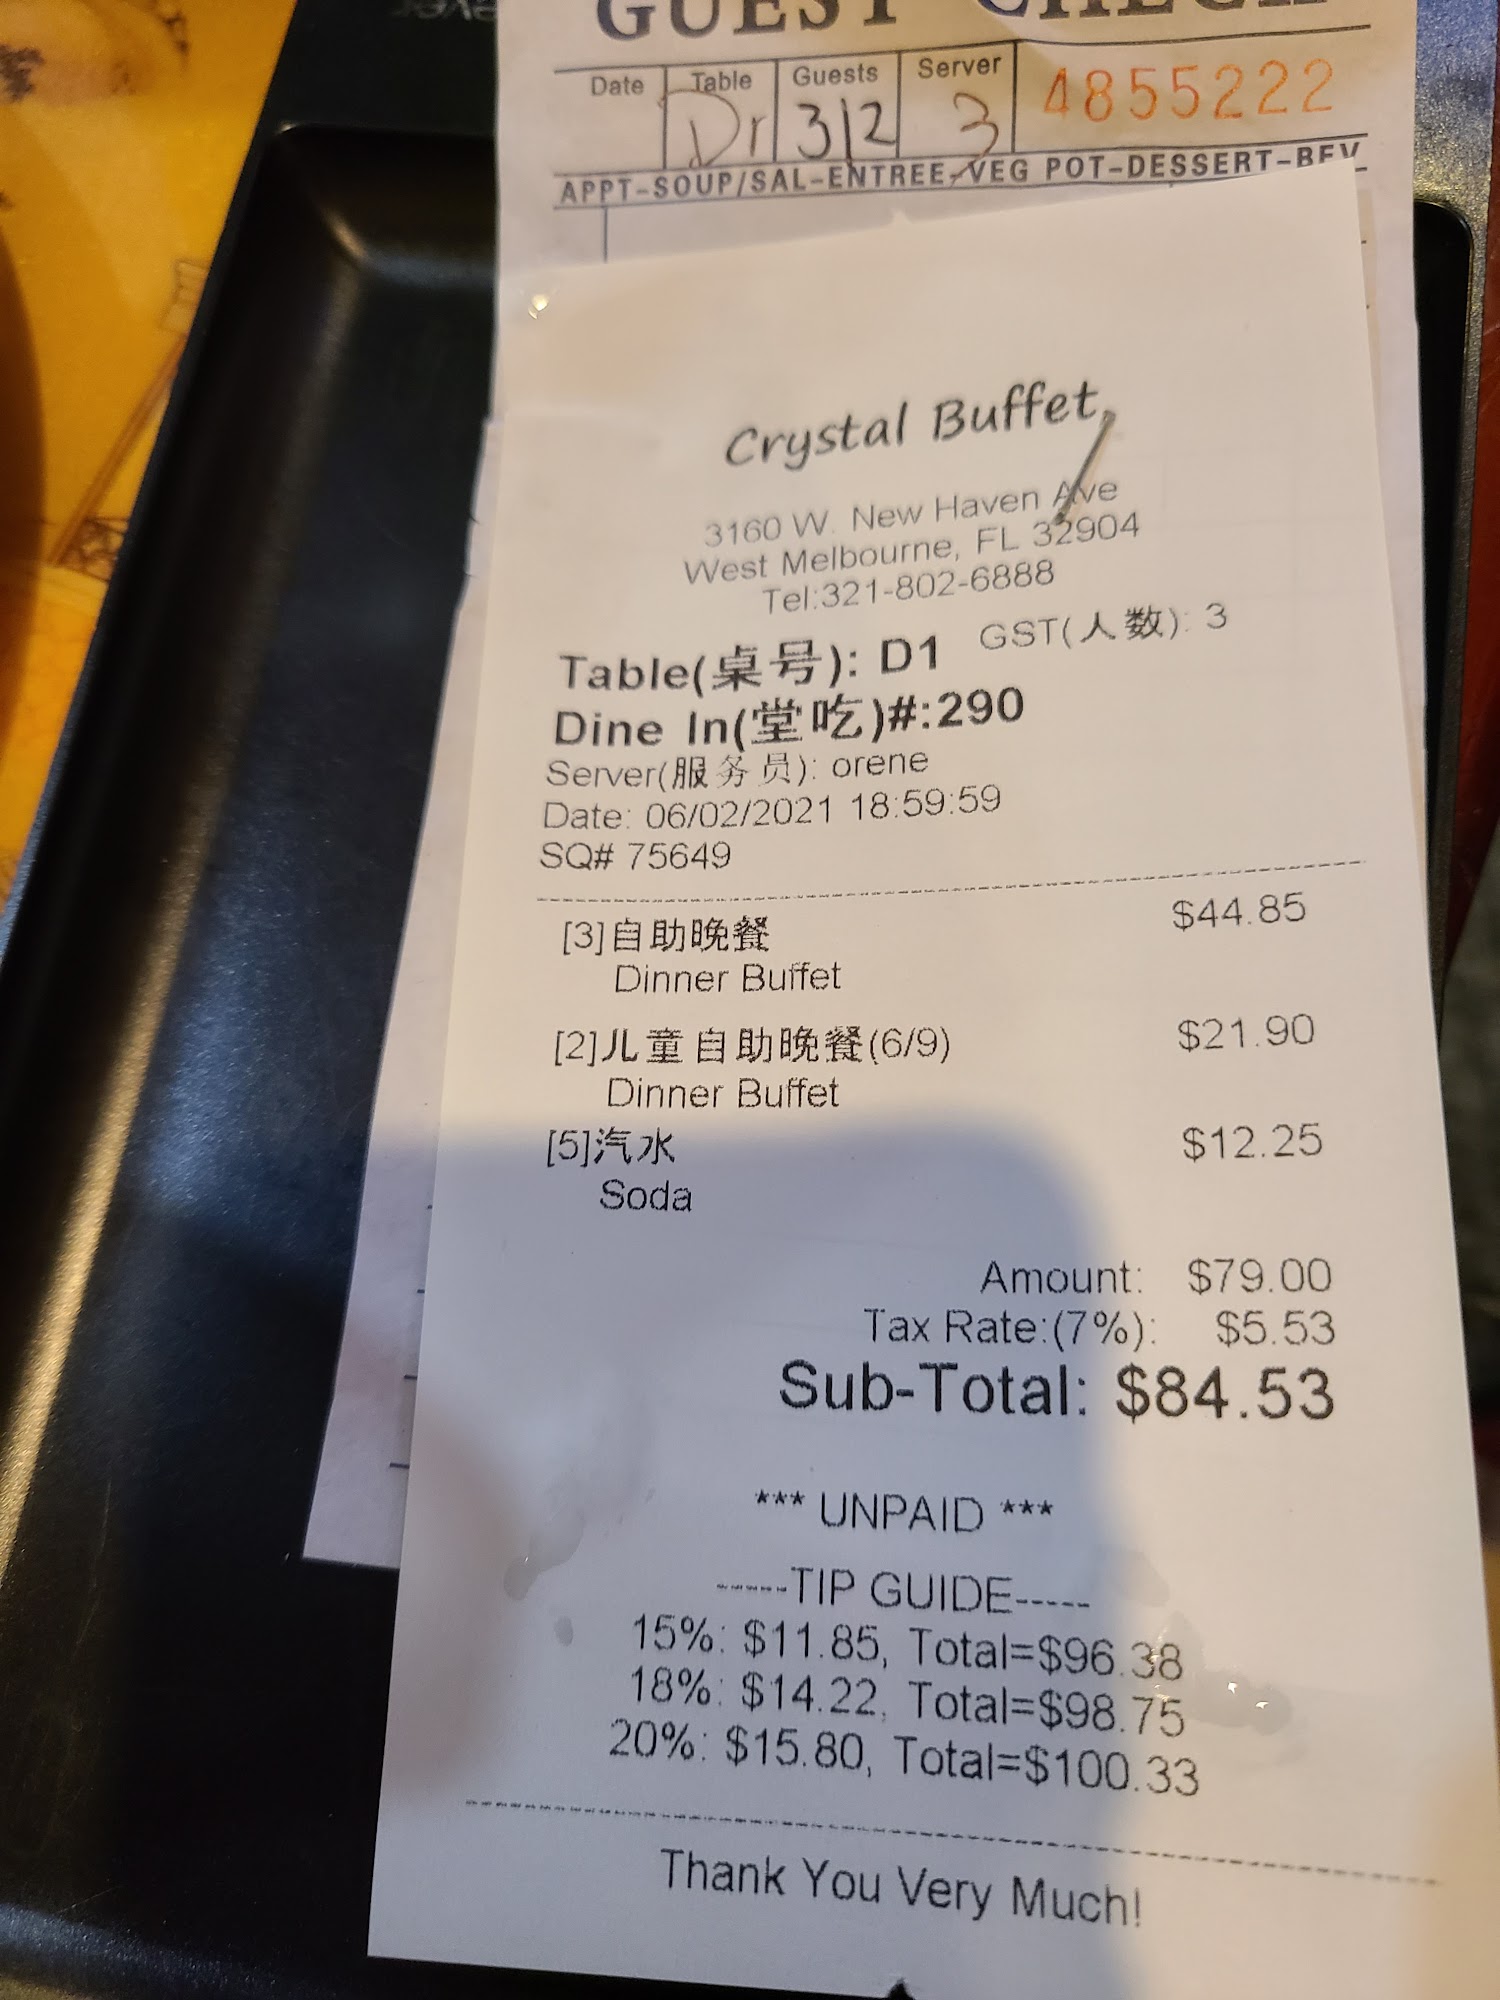 GUEST CHECK
Date Table Guests Server 4855222
3|2 3
APPT-SOUP/SAL-ENTREE-VEG POT-DESSERT-BEV
Crystal Buffet
3160 W. New Haven Ave
West Melbourne, FL 32904
Tel:321-802-6888
Table(桌号): D1 GST(人数): 3
Dine In(堂吃)#:290
Server(服务员): orene
Date: 06/02/2021 18:59:59
SQ# 75649
[3]自助晚餐 $44.85
Dinner Buffet
[2]儿童自助晚餐(6/9) $21.90
Dinner Buffet
[5]汽水 $12.25
Soda
Amount: $79.00
Tax Rate:(7%): $5.53
Sub-Total: $84.53
*** UNPAID ***
-----TIP GUIDE-----
15%: $11.85, Total=$96.38
18%: $14.22, Total=$98.75
20%: $15.80, Total=$100.33
Thank You Very Much!